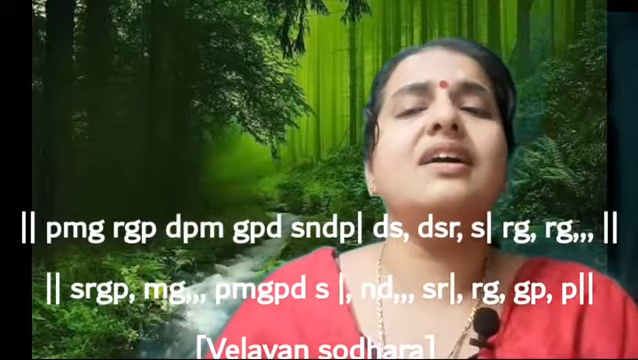 || pmg rgp dpm gpd sndp| ds, dsr, s| rg, rg,,, ||
|| srgp, mg,,, pmgpd s |, nd,,, sr|, rg, gp, p||
[Velavan sodhara]